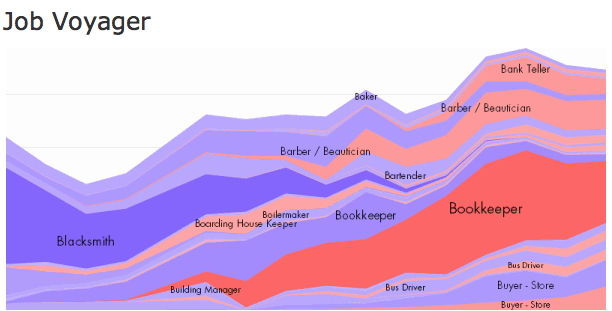 Job Voyager
Bank Teller
Baker
Barber / Beautician
Barber / Beautician
Bartender
Boilermaker
Bookkeeper
Bookkeeper
Boarding House Keeper
Blacksmith
Bus Driver
Building Manager
Bus Driver
Buyer - Store
Buyer - Store